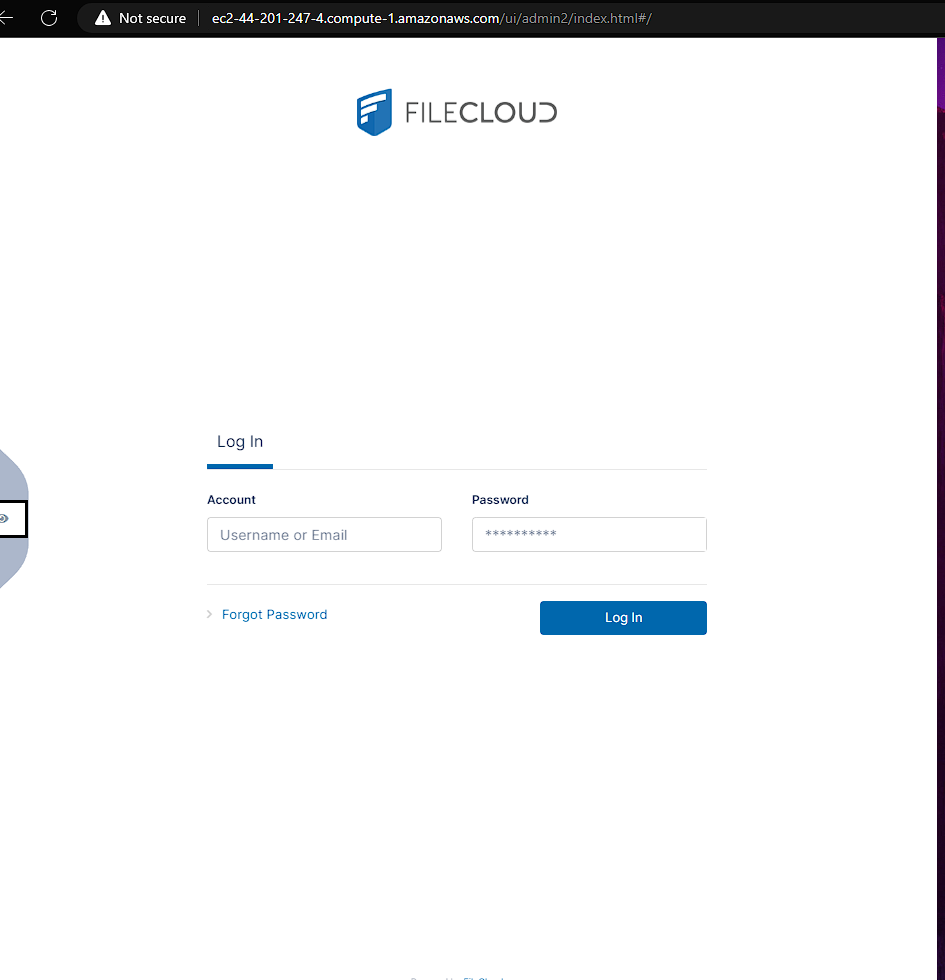 Not secure ec2-44-201-247-4.compute-1.amazonaws.com/ui/admin2/index.html#/
FILECLOUD
Log In
Account Password
Username or Email **********
Forgot Password Log In